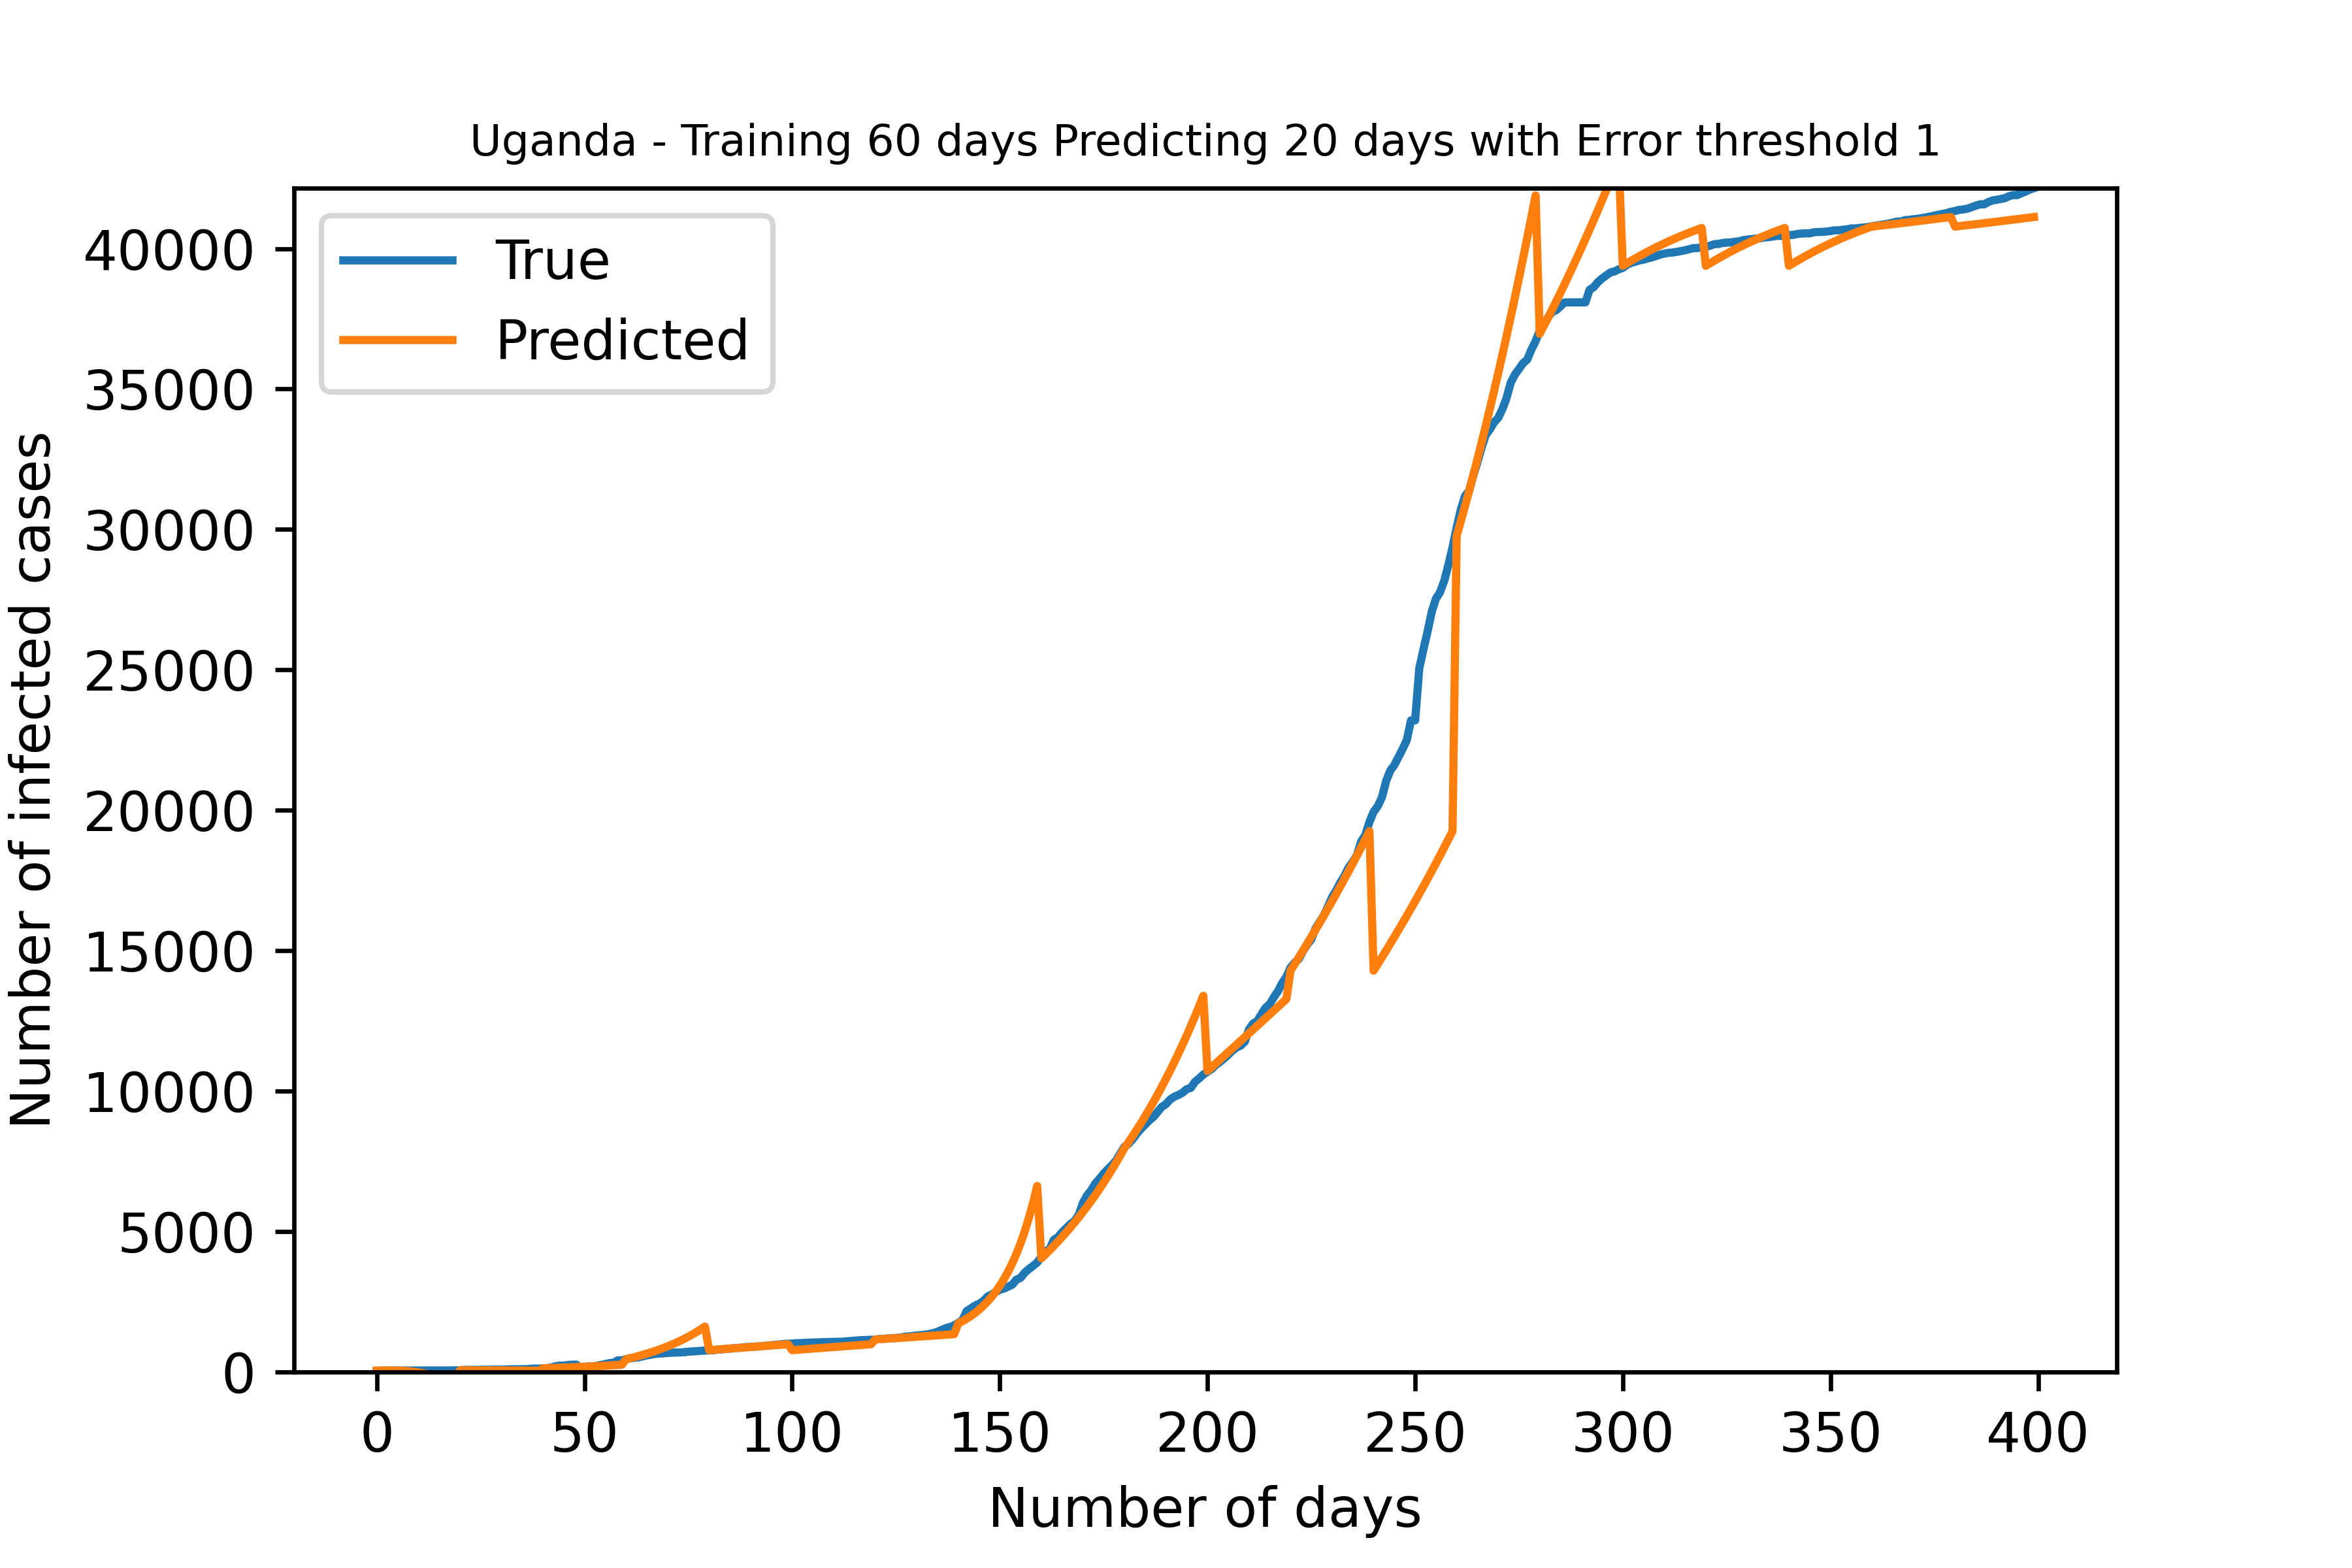 Uganda - Training 60 days Predicting 20 days with Error threshold 1
True
Predicted
40000
35000
30000
25000
20000
15000
10000
5000
0
Number of infected cases
0 50 100 150 200 250 300 350 400
Number of days